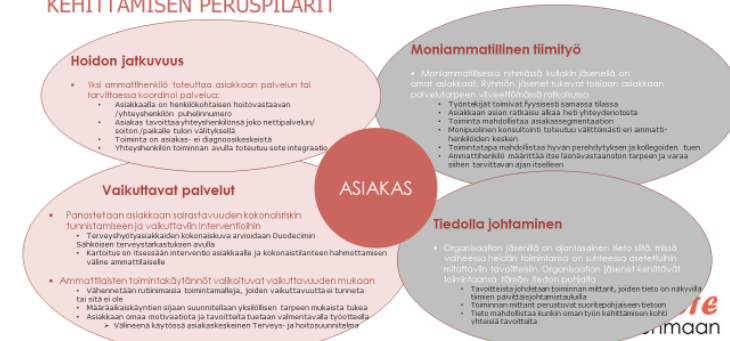 KEHITTÄMISEN PERUSPILARIT
Hoidon jatkuvuus
Yksi ammattihenkilö toteuttaa asiakkaan palvelun tai
tarvittaessa koordinoi palvelua:
Asiakkaalla on henkilökohtaisen hoitovastaavan
/yhteyshenkilön puhelinnumero
Asiakas tavoittaa yhteyshenkilönsä joko nettipalvelun/
soiton /paikalle tulon välityksellä
Toiminta on asiakas- ei diagnoosikeskeistä
Yhteyshenkilön toiminnan avulla toteutuu sote integraatio
Moniammatillinen tiimityö
Moniammatillisessa ryhmässä kullakin jäsenellä on
omat asiakkaat. Ryhmän jäsenet tukevat toisiaan asiakkaan
palvelutarpeen viiveettömässä ratkaisussa
Työntekijät toimivat fyysisesti samassa tilassa
Asiakkaan asian ratkaisu alkaa heti yhteydenotosta
Toiminta mahdollistaa asiakassegmentaation
Monipuolinen konsultointi toteutuu välittömästi eri ammatti-
henkilöiden kesken
Toimintatapa mahdollistaa hyvän perehdytyksen ja kollegoiden tuen
Ammattihenkilö määrittää itse läsnävastaanoton tarpeen ja varaa
siihen tarvittavan ajan itselleen
ASIAKAS
Vaikuttavat palvelut
Panostetaan asiakkaan sairastavuuden kokonaisriskin
tunnistamiseen ja vaikuttaviin interventioihin
Terveyshyötyasiakkaiden kokonaiskuva arvioidaan Duodecimin
Sähköisen terveystarkastuksen avulla
Kartoitus on itsessään interventio asiakkaalle ja kokonaistilanteen hahmottamisen
väline ammattilaiselle
Ammattilaisten toimintakäytännöt valikoituvat vaikuttavuuden mukaan
Vähennetään rutiinimaisia toimintamalleja, joiden vaikuttavuutta ei tunneta
tai sitä ei ole
Määräaikaiskäyntien sijaan suunnitellaan yksilöllisen tarpeen mukaista tukea
Asiakkaan omaa motivaatiota ja tavoitteita tuetaan valmentavalla työotteella
Välineenä käytössä asiakaskeskeinen Terveys- ja hoitosuunnitelma
Tiedolla johtaminen
Organisaation jäsenillä on ajantasainen tieto siitä, missä
vaiheessa heidän toimintansa on suhteessa asetettuihin
mitattaviin tavoitteisiin. Organisaation jäsenet kehittävät
toimintaansa tämän tiedon pohjalta
Tavoitteista johdetaan toiminnan mittarit, joiden tieto on näkyvillä
tiimien päivittäisjohtamistauluilla
Toiminnan mittarit perustuvat suoritepohjaiseen tietoon
Tieto mahdollistaa kunkin oman työn kehittämisen kohti
yhteisiä tavoitteita